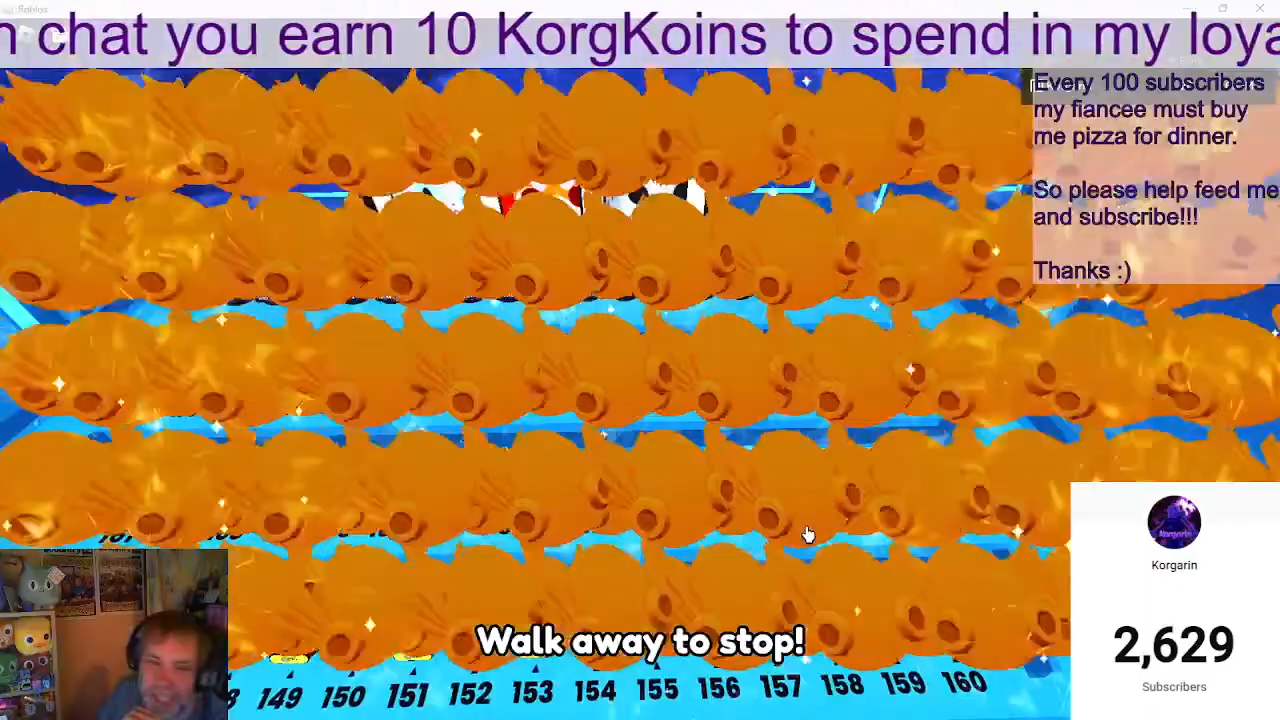 Roblox
n chat you earn 10 KorgKoins to spend in my loya
Every 100 subscribers
my fiancee must buy
me pizza for dinner.
So please help feed me
and subscribe!!!
Thanks :)
Korgarin
Korgarin
2,629
Subscribers
Walk away to stop!
149 150 151 152 153 154 155 156 157 158 159 160